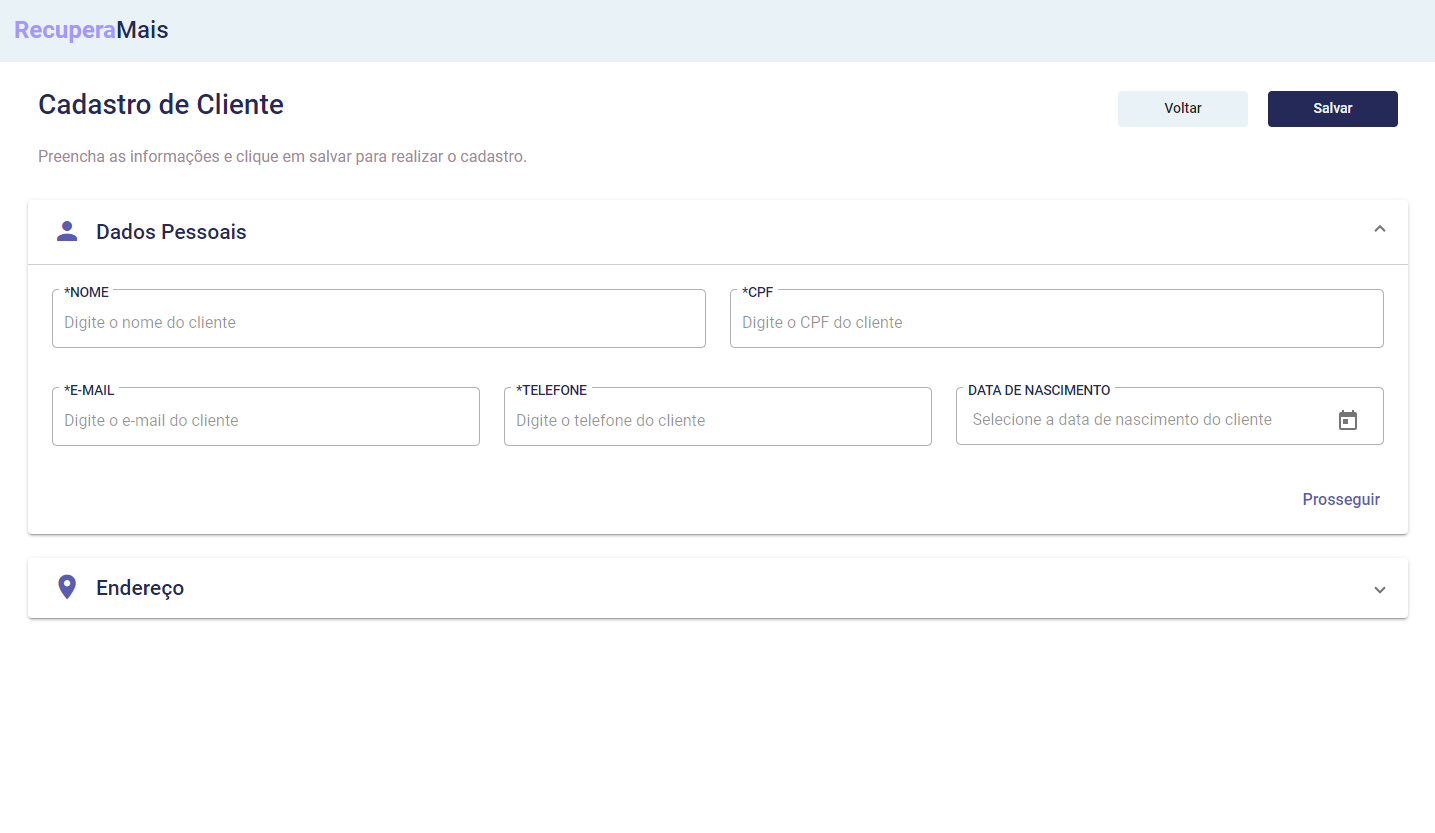 RecuperaMais
Cadastro de Cliente
Voltar
Salvar
Preencha as informações e clique em salvar para realizar o cadastro.
Dados Pessoais
*NOME
Digite o nome do cliente
*CPF
Digite o CPF do cliente
*E-MAIL
Digite o e-mail do cliente
*TELEFONE
Digite o telefone do cliente
DATA DE NASCIMENTO
Selecione a data de nascimento do cliente
Prosseguir
Endereço